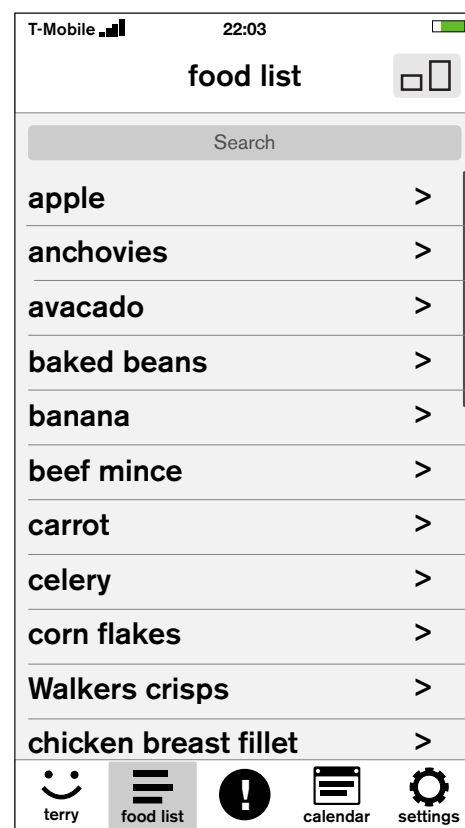 T-Mobile 22:03
food list
Search
apple >
anchovies >
avacado >
baked beans >
banana >
beef mince >
carrot >
celery >
corn flakes >
Walkers crisps >
chicken breast fillet >
!
terry food list calendar settings